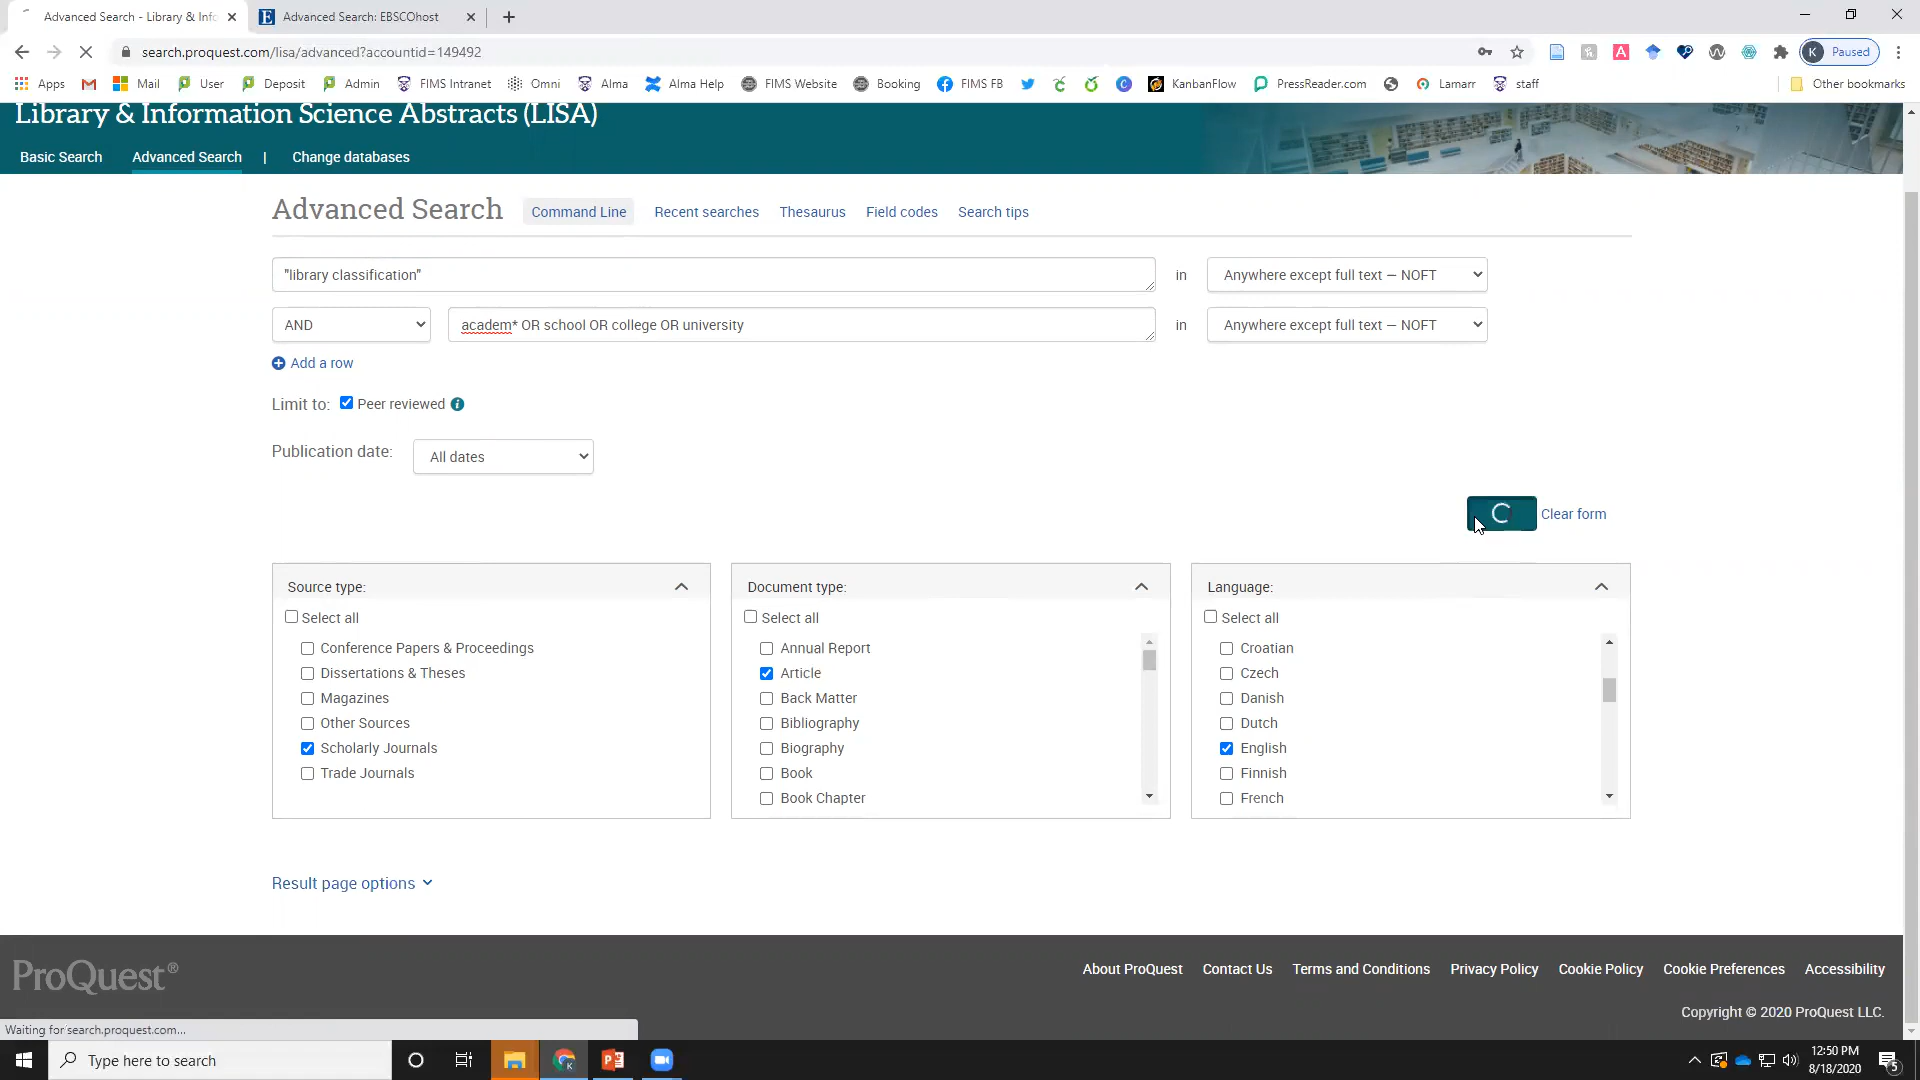 Advanced Search - Library & Info
Advanced Search: EBSCOhost
search.proquest.com/lisa/advanced?accountid=149492
K Paused
Apps
Mail
User
Deposit
Admin
FIMS Intranet
Omni
Alma
Alma Help
FIMS Website
Booking
FIMS FB
KanbanFlow
PressReader.com
Lamarr
staff
Other bookmarks
Library & Information Science Abstracts (LISA)
Basic Search Advanced Search | Change databases
Advanced Search Command Line Recent searches Thesaurus Field codes Search tips
"library classification" in Anywhere except full text — NOFT
AND academ* OR school OR college OR university in Anywhere except full text — NOFT
Add a row
Limit to: Peer reviewed i
Publication date: All dates
Clear form
Source type:
Select all
Conference Papers & Proceedings
Dissertations & Theses
Magazines
Other Sources
Scholarly Journals
Trade Journals
Document type:
Select all
Annual Report
Article
Back Matter
Bibliography
Biography
Book
Book Chapter
Language:
Select all
Croatian
Czech
Danish
Dutch
English
Finnish
French
Result page options
ProQuest®
About ProQuest Contact Us Terms and Conditions Privacy Policy Cookie Policy Cookie Preferences Accessibility
Copyright © 2020 ProQuest LLC.
Waiting for search.proquest.com...
Type here to search
12:50 PM
8/18/2020
5